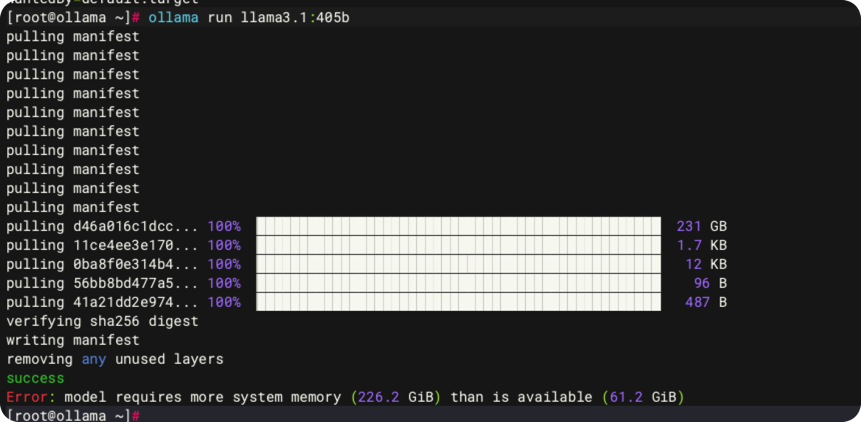 [root@ollama ~]# ollama run llama3.1:405b
pulling manifest
pulling manifest
pulling manifest
pulling manifest
pulling manifest
pulling manifest
pulling manifest
pulling manifest
pulling manifest
pulling manifest
pulling d46a016c1dcc... 100% 231 GB
pulling 11ce4ee3e170... 100% 1.7 KB
pulling 0ba8f0e314b4... 100% 12 KB
pulling 56bb8bd477a5... 100% 96 B
pulling 41a21dd2e974... 100% 487 B
verifying sha256 digest
writing manifest
removing any unused layers
success
Error: model requires more system memory (226.2 GiB) than is available (61.2 GiB)
[root@ollama ~]#